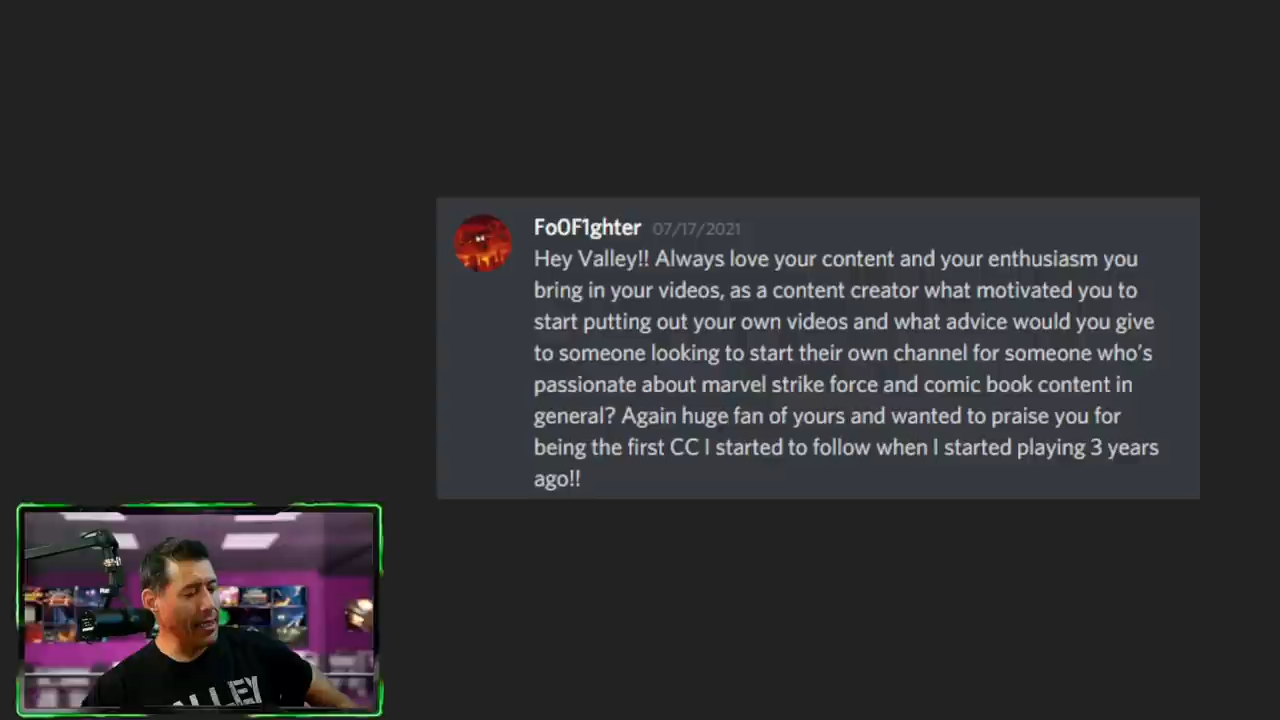 FoOF1ghter 07/17/2021
Hey Valley!! Always love your content and your enthusiasm you
bring in your videos, as a content creator what motivated you to
start putting out your own videos and what advice would you give
to someone looking to start their own channel for someone who's
passionate about marvel strike force and comic book content in
general? Again huge fan of yours and wanted to praise you for
being the first CC I started to follow when I started playing 3 years
ago!!